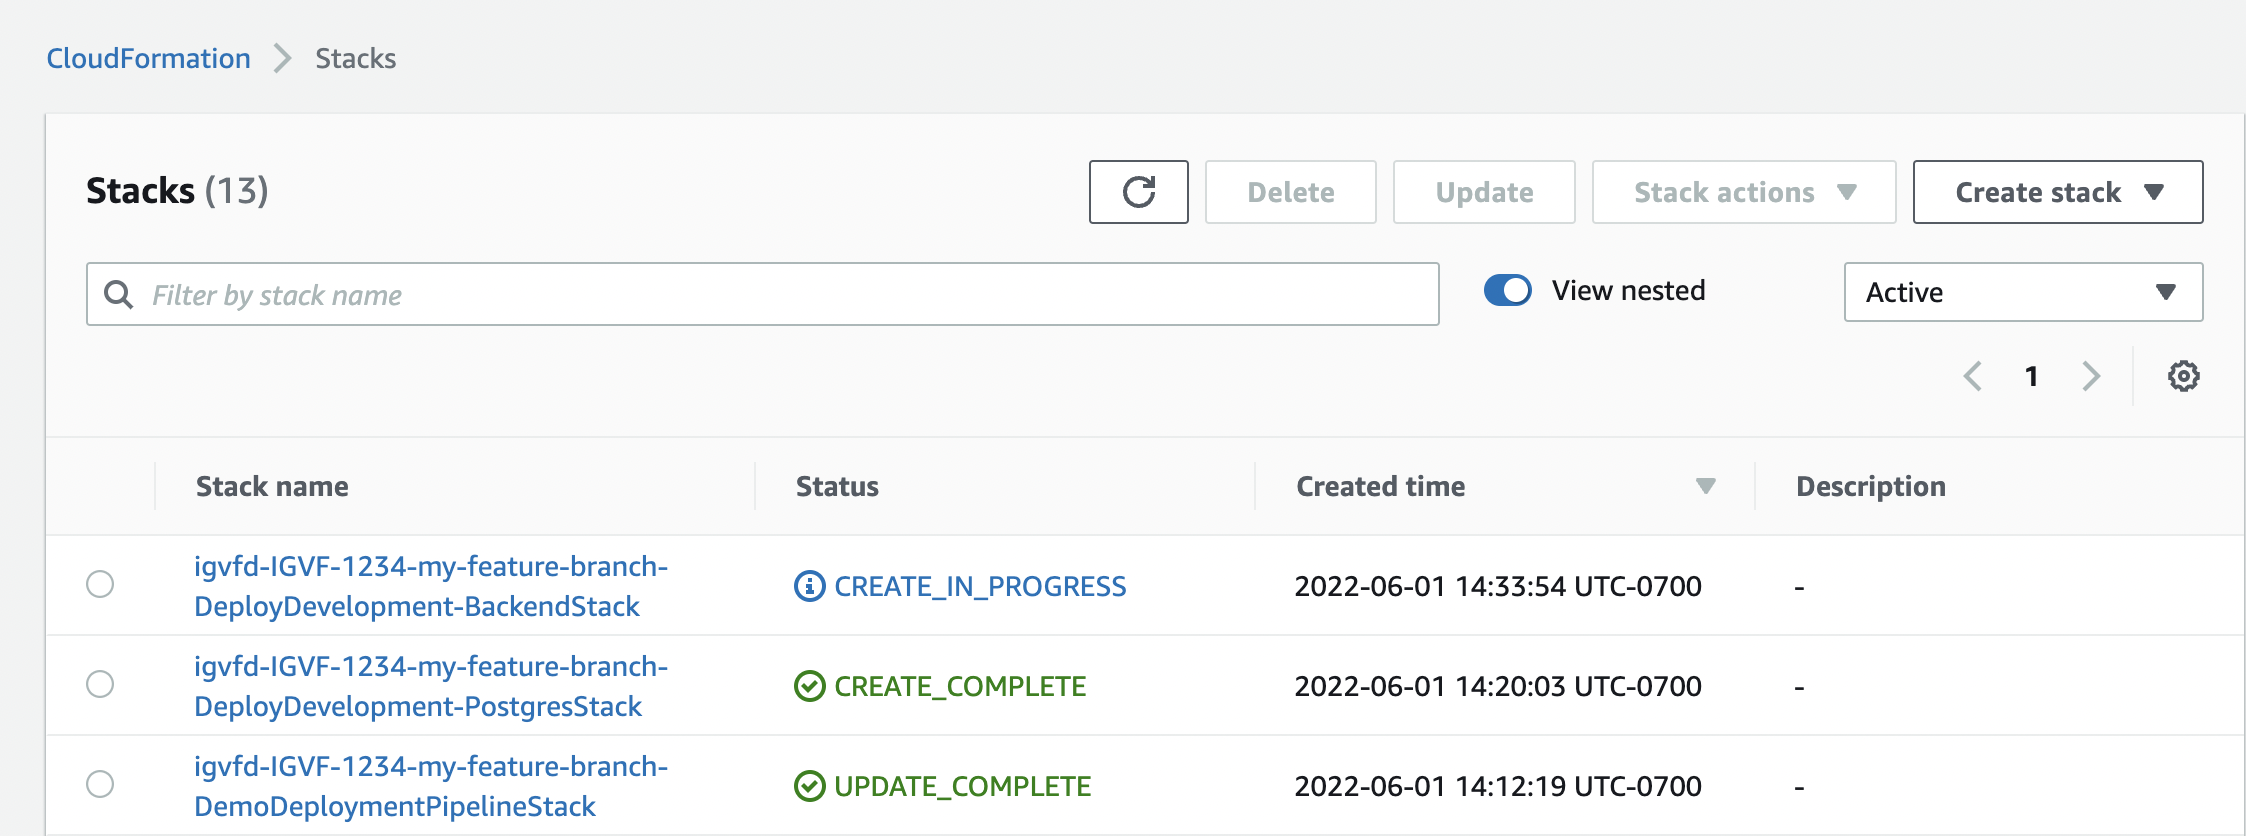 CloudFormation > Stacks
Stacks (13)
Delete
Update
Stack actions
Create stack
Filter by stack name
View nested
Active
1
Stack name
Status
Created time
Description
igvfd-IGVF-1234-my-feature-branch-
DeployDevelopment-BackendStack
CREATE_IN_PROGRESS
2022-06-01 14:33:54 UTC-0700
-
igvfd-IGVF-1234-my-feature-branch-
DeployDevelopment-PostgresStack
CREATE_COMPLETE
2022-06-01 14:20:03 UTC-0700
-
igvfd-IGVF-1234-my-feature-branch-
DemoDeploymentPipelineStack
UPDATE_COMPLETE
2022-06-01 14:12:19 UTC-0700
-